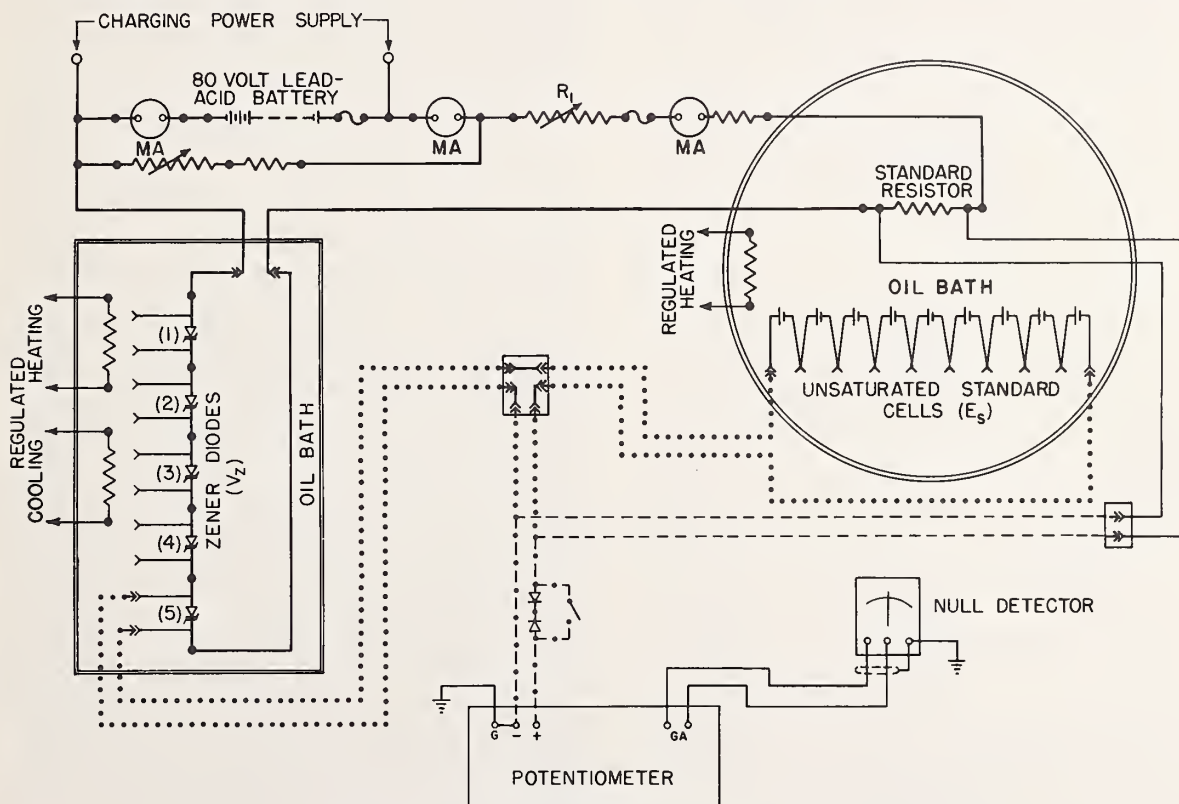 CHARGING POWER SUPPLY
80 VOLT LEAD-
ACID BATTERY
MA
MA
R1
MA
STANDARD
RESISTOR
REGULATED
HEATING
OIL BATH
UNSATURATED STANDARD
CELLS (Es)
REGULATED
HEATING
REGULATED
COOLING
(1)
(2)
(3)
(4)
(5)
ZENER DIODES
(Vz)
OIL BATH
NULL DETECTOR
G - +
GA
POTENTIOMETER